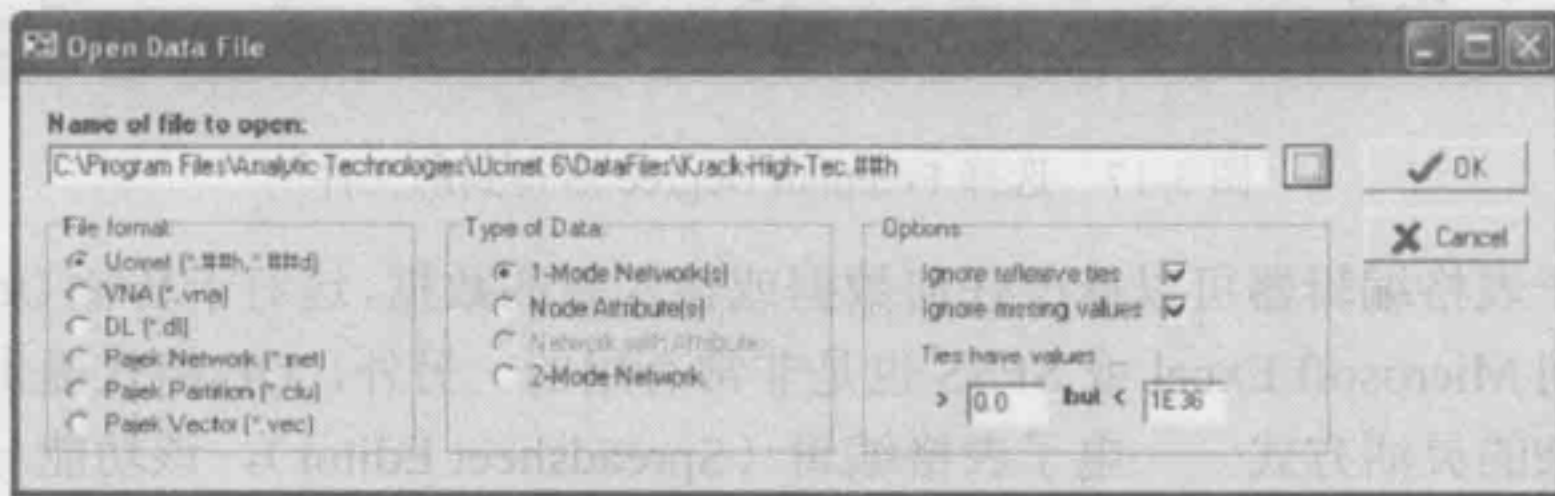 Open Data File
Name of file to open:
C:\Program Files\Analytic Technologies\Ucinet 6\DataFiles\Krack-High-Tec.##h
OK
Cancel
File format:
Ucinet (*.##h,*.##d)
VNA (*.vna)
DL (*.dl)
Pajek Network (*.net)
Pajek Partition (*.clu)
Pajek Vector (*.vec)
Type of Data:
1-Mode Network(s)
Node Attribute(s)
Network with Attribute
2-Mode Network
Options
Ignore reflexive ties
Ignore missing values
Ties have values
> 0.0 but < 1E36